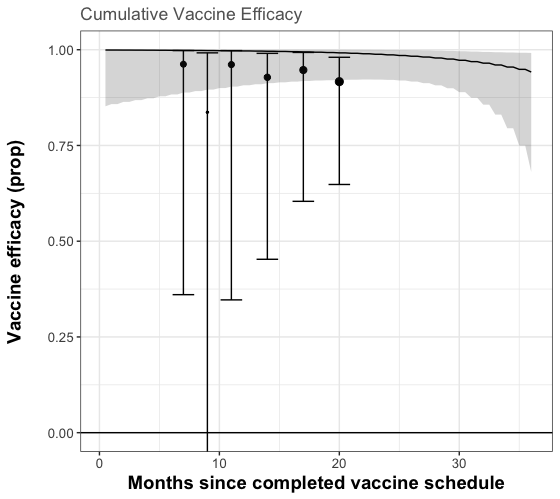 Cumulative Vaccine Efficacy
Vaccine efficacy (prop)
1.00
0.75
0.50
0.25
0.00
0 10 20 30
Months since completed vaccine schedule